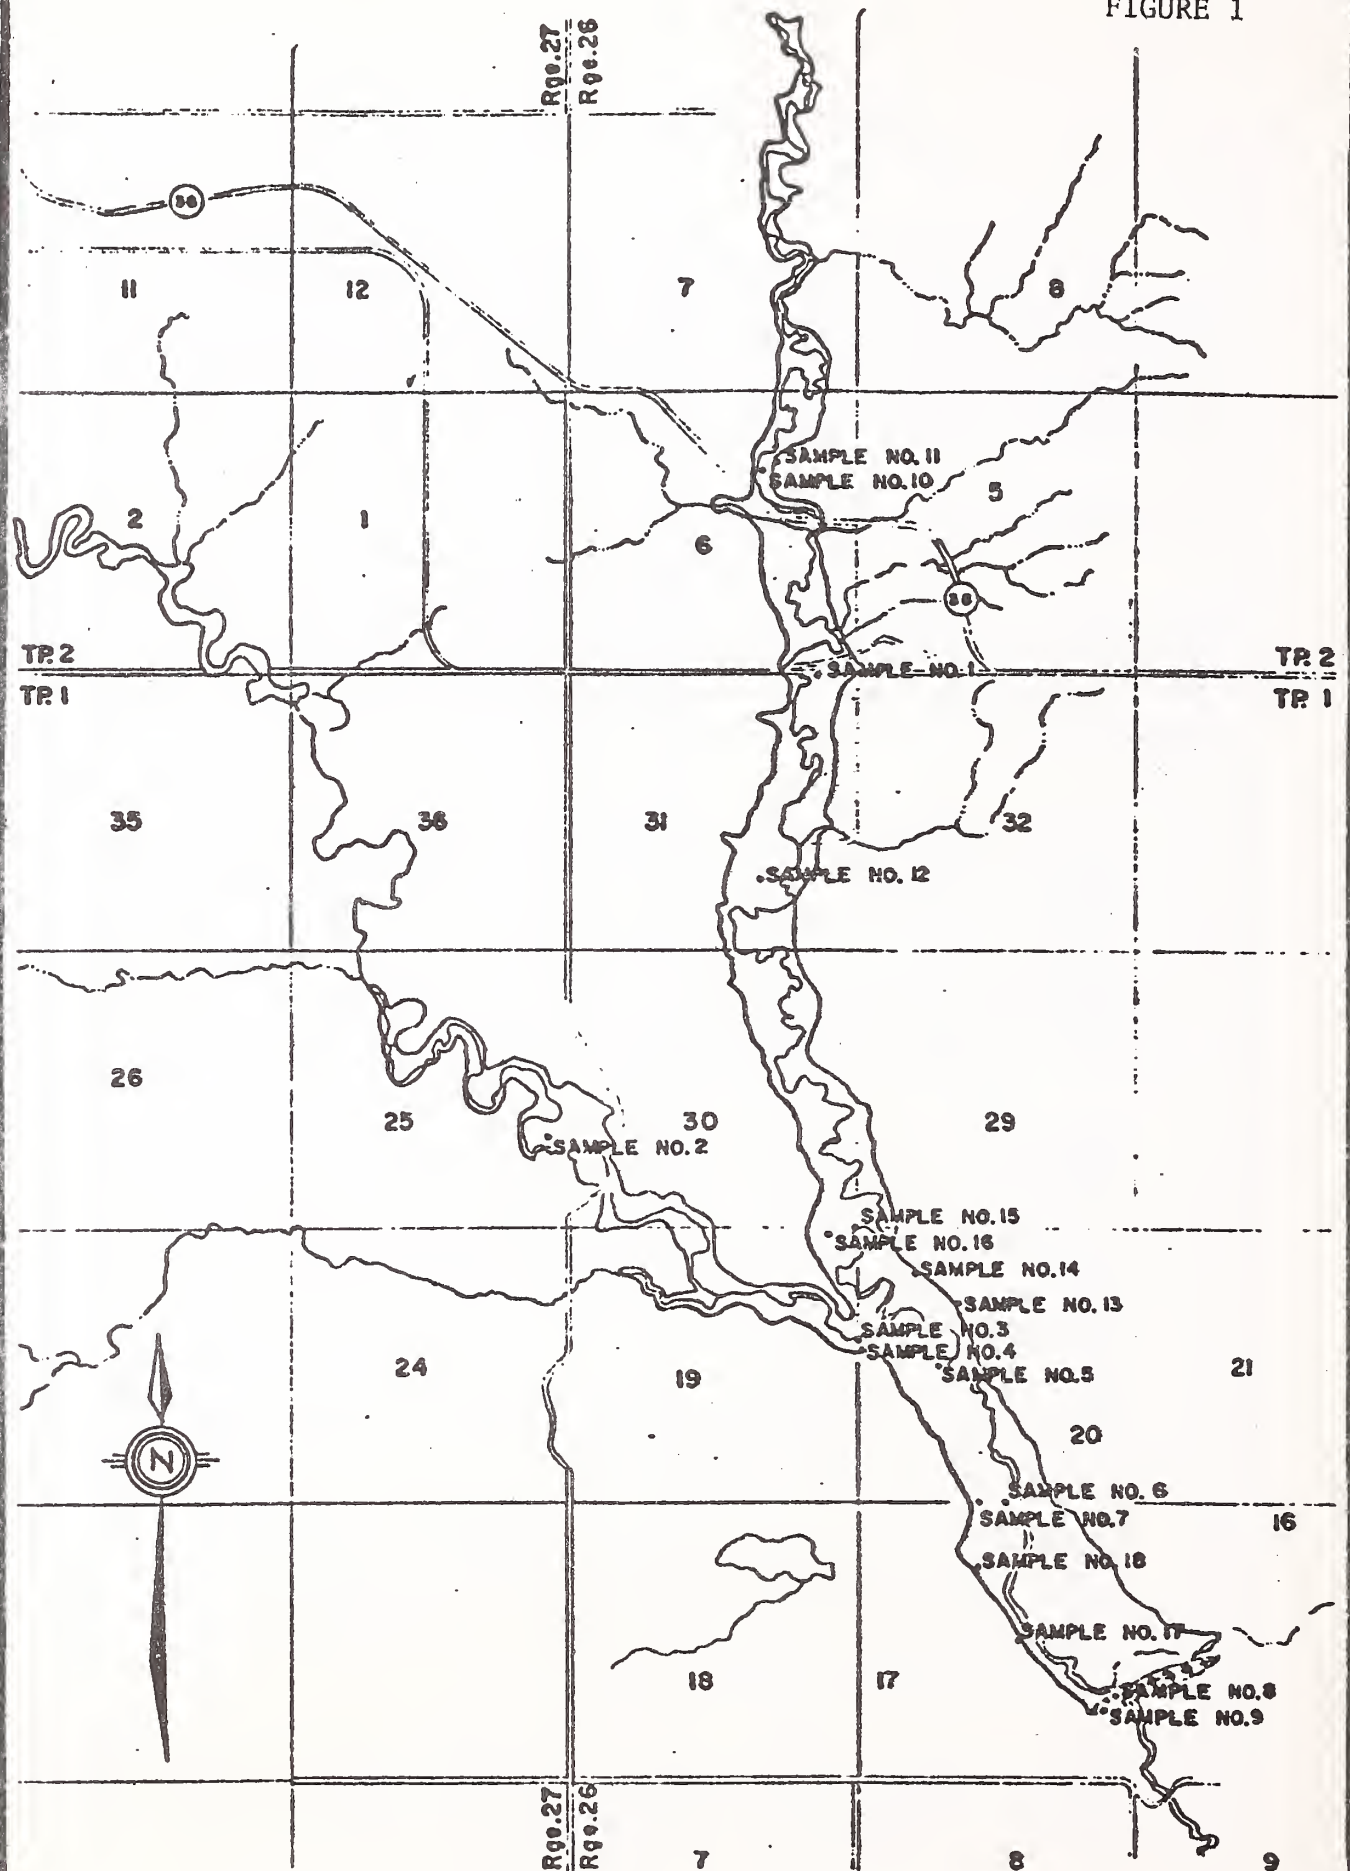 FIGURE 1
Rge.27
Rge.26
38
11
12
7
8
SAMPLE NO. 11
SAMPLE NO. 10
2
1
5
6
38
TP. 2
TP. 2
SAMPLE NO. 1
TP. 1
TP. 1
35
36
31
32
SAMPLE NO. 12
26
25
30
29
SAMPLE NO. 2
SAMPLE NO. 15
SAMPLE NO. 16
SAMPLE NO. 14
SAMPLE NO. 13
SAMPLE NO. 3
SAMPLE NO. 4
SAMPLE NO. 5
24
19
21
20
N
SAMPLE NO. 6
SAMPLE NO. 7
16
SAMPLE NO. 18
SAMPLE NO. 17
18
17
SAMPLE NO. 8
SAMPLE NO. 9
Rge.27
Rge.26
7
8
9